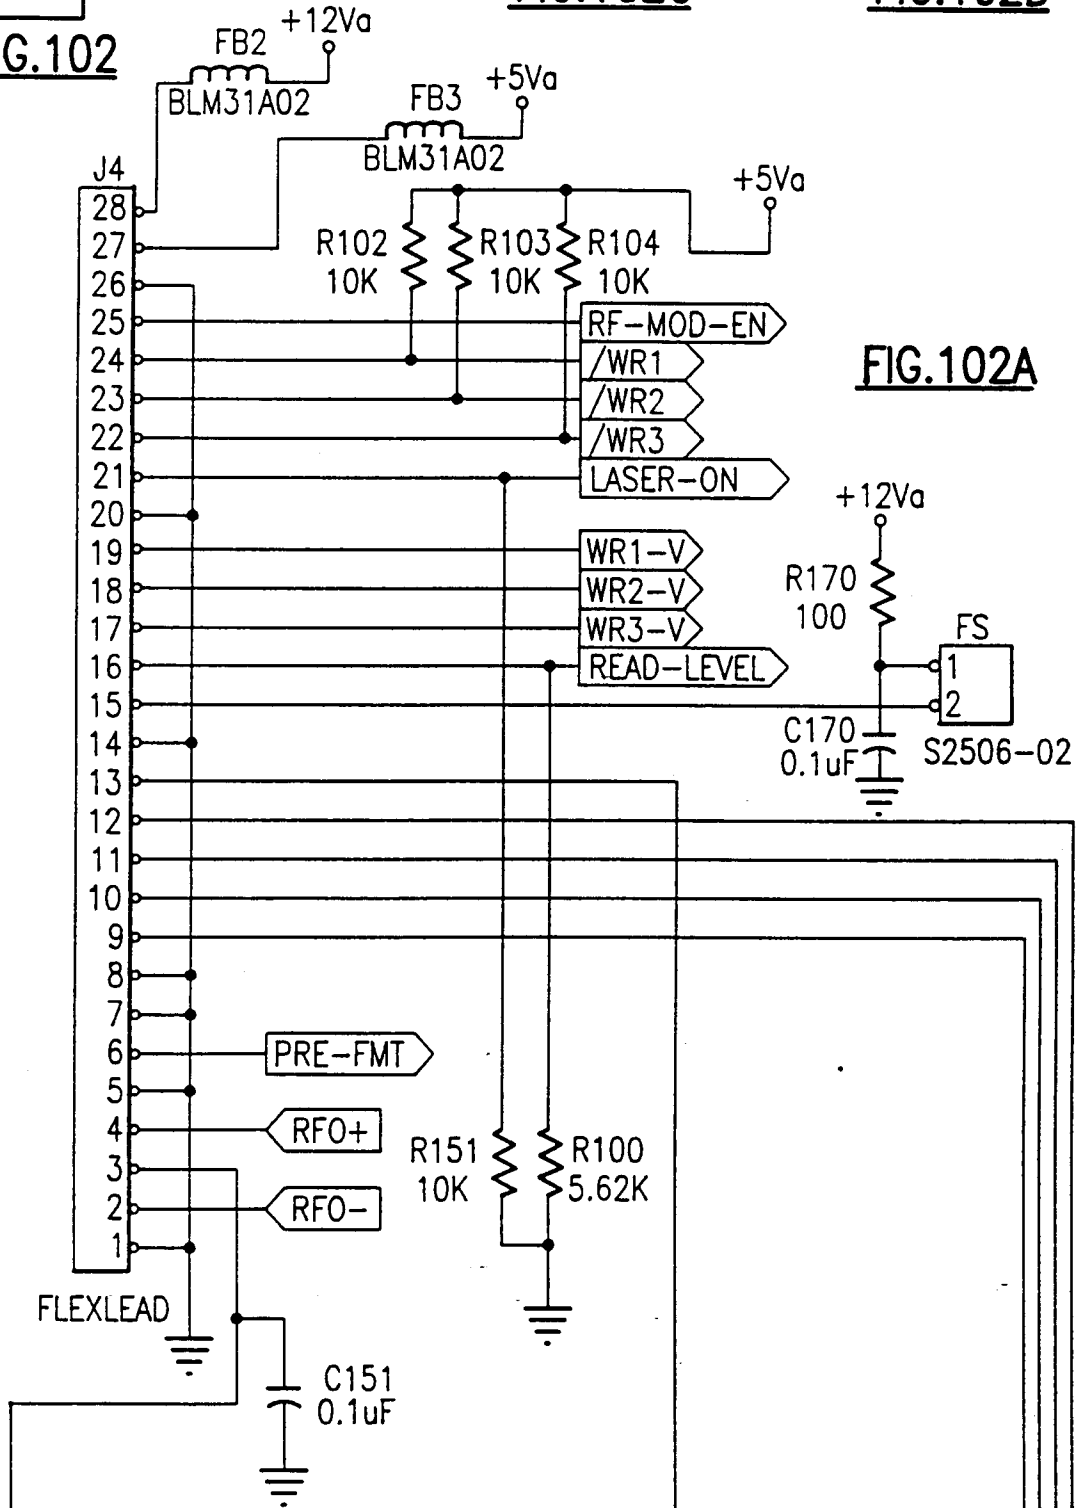 G.102
FB2
+12Va
BLM31A02
FB3
+5Va
BLM31A02
J4
+5Va
28
27
26
25
24
23
22
21
20
19
18
17
16
15
14
13
12
11
10
9
8
7
6
5
4
3
2
1
R102
10K
R103
10K
R104
10K
RF-MOD-EN
/WR1
/WR2
/WR3
LASER-ON
FIG.102A
WR1-V
WR2-V
WR3-V
READ-LEVEL
+12Va
R170
100
FS
1
2
C170
0.1uF
S2506-02
PRE-FMT
RFO+
RFO-
R151
10K
R100
5.62K
FLEXLEAD
C151
0.1uF